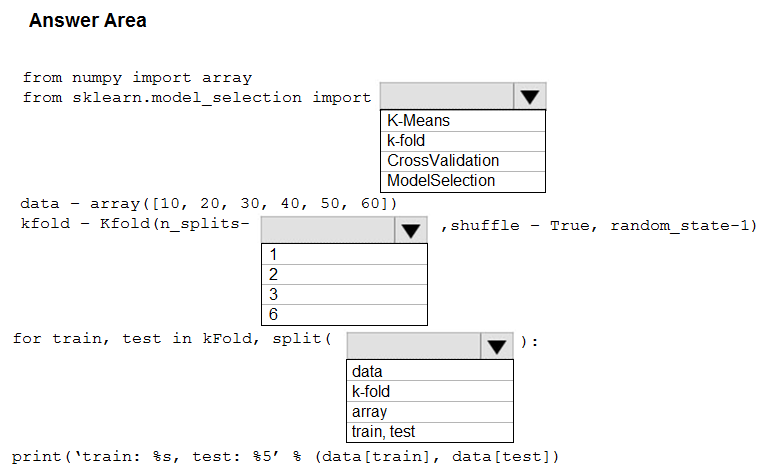 Answer Area
from numpy import array
from sklearn.model_selection import
K-Means
k-fold
CrossValidation
ModelSelection
data – array([10, 20, 30, 40, 50, 60])
kfold – Kfold(n_splits- ,shuffle – True, random_state-1)
1
2
3
6
for train, test in kFold, split( ):
data
k-fold
array
train, test
print(‘train: %s, test: %5’ % (data[train], data[test])